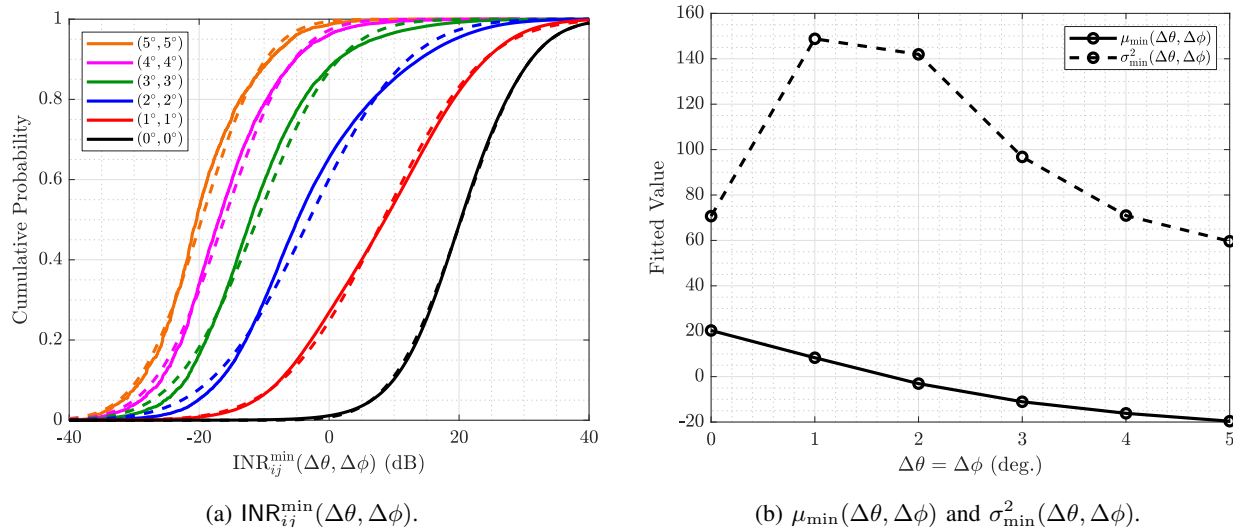 1
0.8
0.6
0.4
0.2
0
Cumulative Probability
(5°, 5°)
(4°, 4°)
(3°, 3°)
(2°, 2°)
(1°, 1°)
(0°, 0°)
-40 -20 0 20 40
INR_{ij}^{min}(Δθ, Δϕ) (dB)
(a) INR_{ij}^{min}(Δθ, Δϕ).
160
140
120
100
80
60
40
20
0
-20
Fitted Value
μ_{min}(Δθ, Δϕ)
σ^2_{min}(Δθ, Δϕ)
0 1 2 3 4 5
Δθ = Δϕ (deg.)
(b) μ_{min}(Δθ, Δϕ) and σ^2_{min}(Δθ, Δϕ).